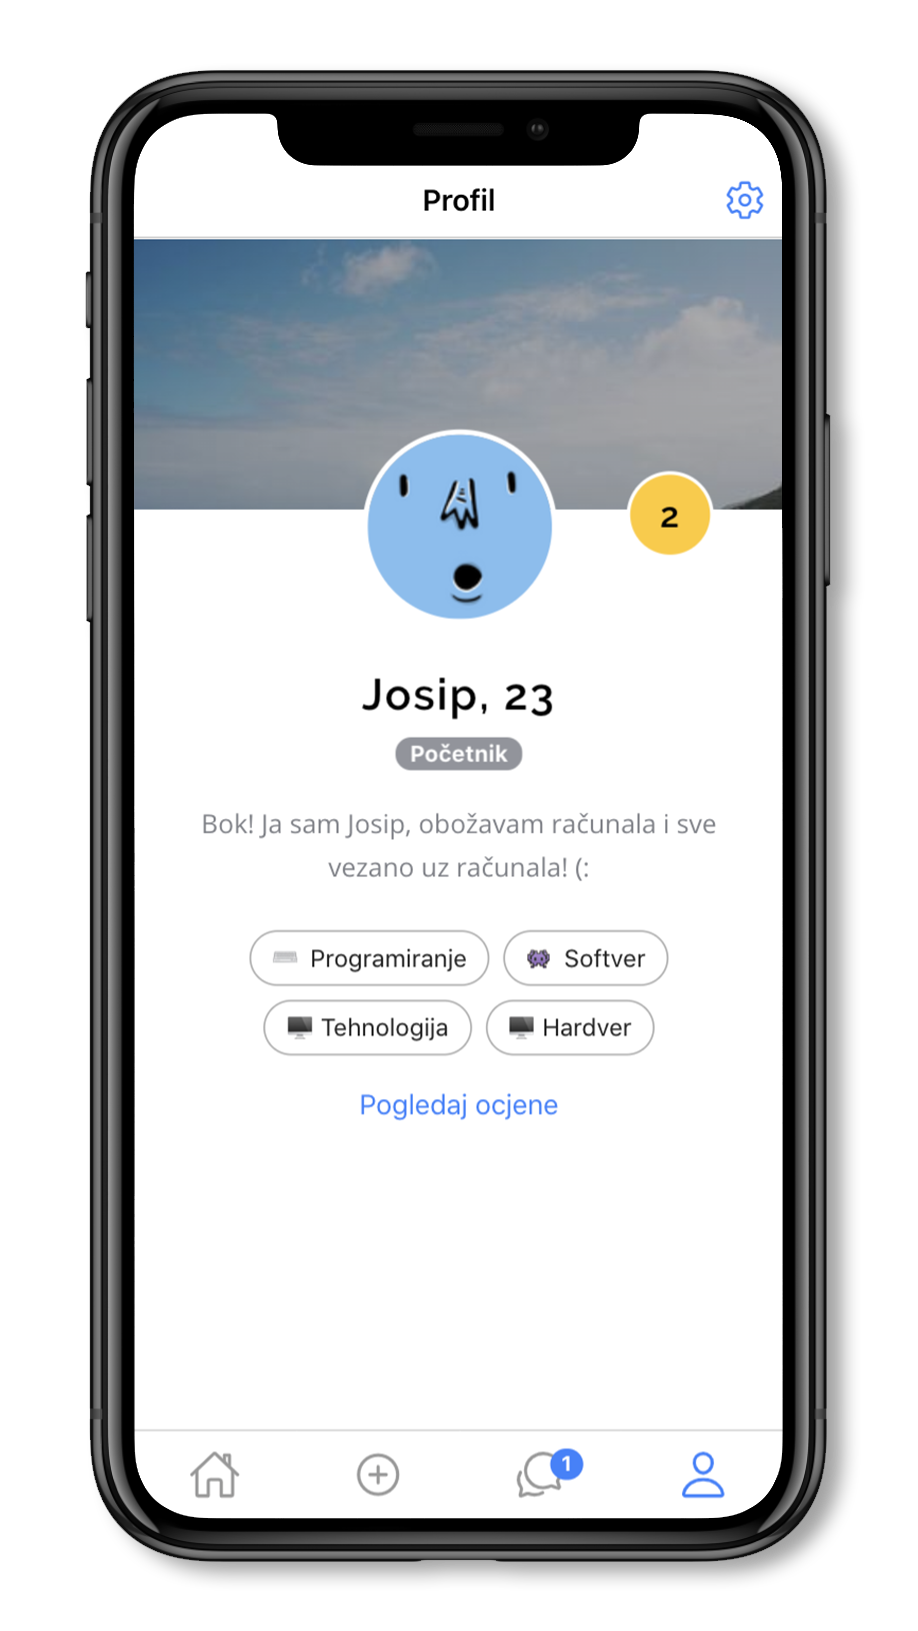 Profil
2
Josip, 23
Početnik
Bok! Ja sam Josip, obožavam računala i sve
vezano uz računala! (:
Programiranje
Softver
Tehnologija
Hardver
Pogledaj ocjene
1